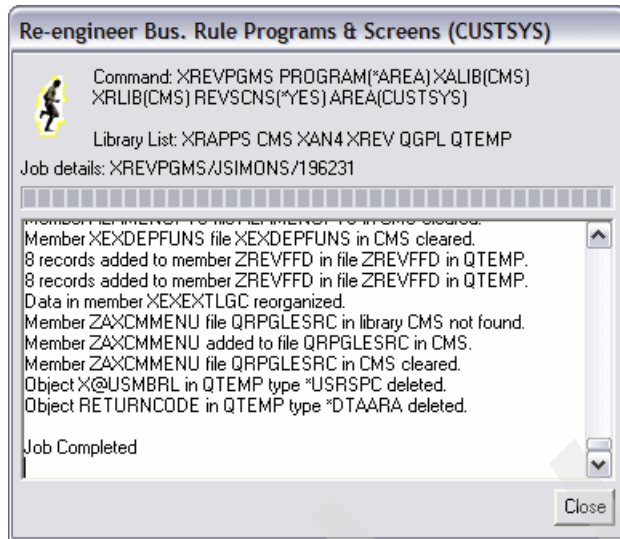 Re-engineer Bus. Rule Programs & Screens (CUSTSYS)
Command: XREVPGMS PROGRAM(*AREA) XALIB(CMS)
XRLIB(CMS) REVSCNS(*YES) AREA(CUSTSYS)
Library List: XRAPPS CMS XAN4 XREV QGPL QTEMP
Job details: XREVPGMS/JSIMONS/196231
Member XEXDEPFUNS file XEXDEPFUNS in CMS cleared.
8 records added to member ZREVFFD in file ZREVFFD in QTEMP.
8 records added to member ZREVFFD in file ZREVFFD in QTEMP.
Data in member XEXEXTLGC reorganized.
Member ZAXCMMENU file QRPGLESRC in library CMS not found.
Member ZAXCMMENU added to file QRPGLESRC in CMS.
Member ZAXCMMENU file QRPGLESRC in CMS cleared.
Object X@USMBRL in QTEMP type *USRSPC deleted.
Object RETURNCODE in QTEMP type *DTAARA deleted.
Job Completed
Close